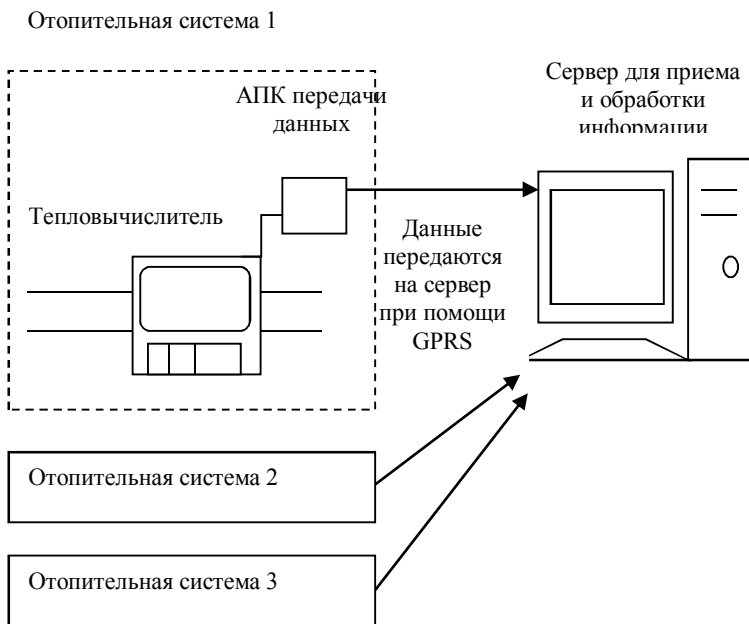 Отопительная система 1
АПК передачи
данных
Сервер для приема
и обработки
информации
Тепловычислитель
Данные
передаются
на сервер
при помощи
GPRS
Отопительная система 2
Отопительная система 3